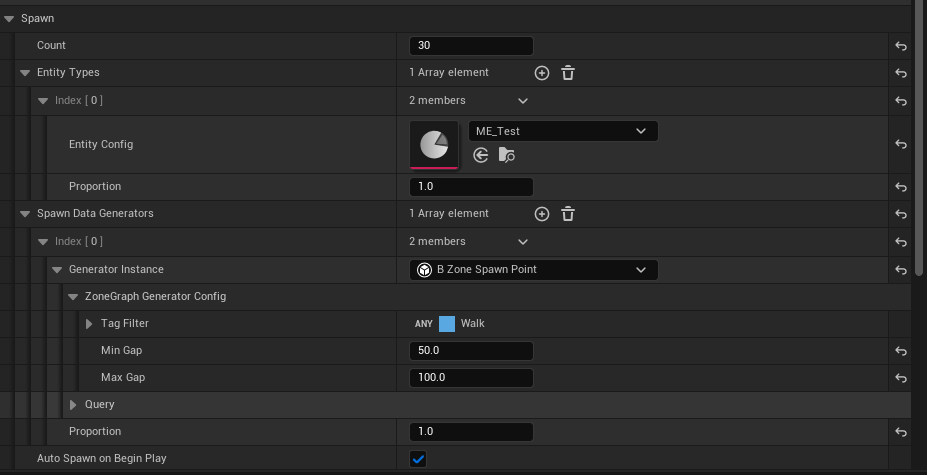 Spawn
Count 30
Entity Types 1 Array element
Index [ 0 ] 2 members
Entity Config ME_Test
Proportion 1.0
Spawn Data Generators 1 Array element
Index [ 0 ] 2 members
Generator Instance B Zone Spawn Point
ZoneGraph Generator Config
Tag Filter ANY Walk
Min Gap 50.0
Max Gap 100.0
Query
Proportion 1.0
Auto Spawn on Begin Play